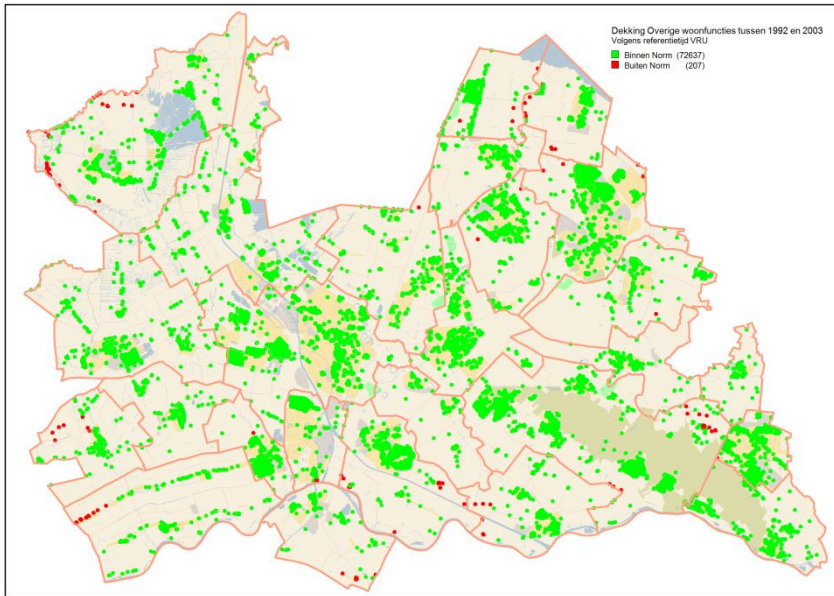 Dekking Overige woonfuncties tussen 1992 en 2003
Volgens referentietijd VRU
Binnen Norm (72637)
Buiten Norm (207)